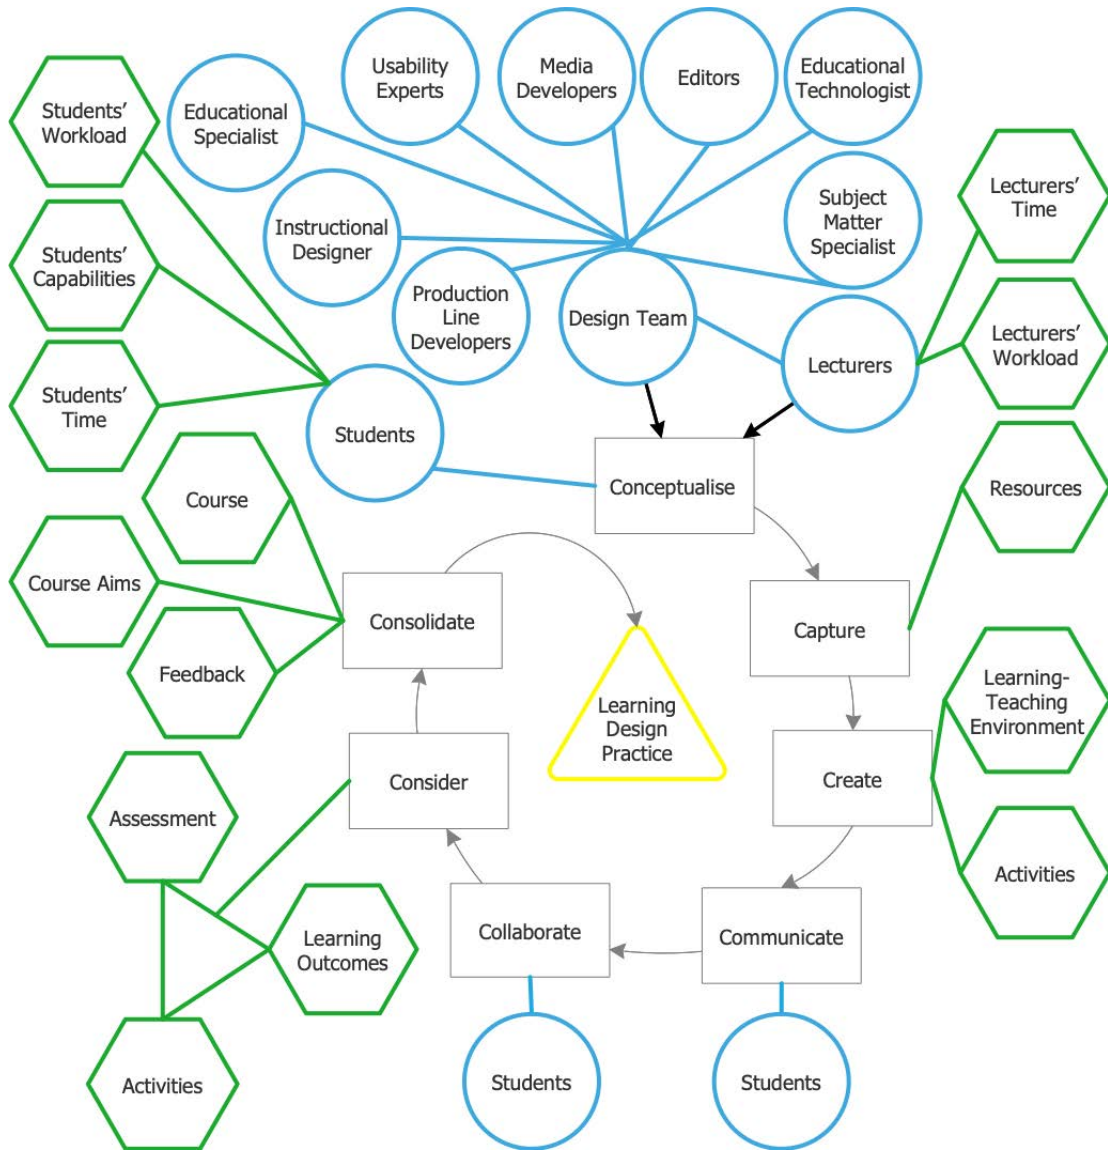 Usability
Experts
Media
Developers
Editors
Educational
Technologist
Students’
Workload
Educational
Specialist
Lecturers’
Time
Subject
Matter
Specialist
Instructional
Designer
Students’
Capabilities
Production
Line
Developers
Design Team
Lecturers
Lecturers’
Workload
Students’
Time
Students
Conceptualise
Resources
Course
Course Aims
Consolidate
Capture
Feedback
Learning
Design
Practice
Learning-
Teaching
Environment
Consider
Create
Assessment
Activities
Learning
Outcomes
Collaborate
Communicate
Activities
Students
Students